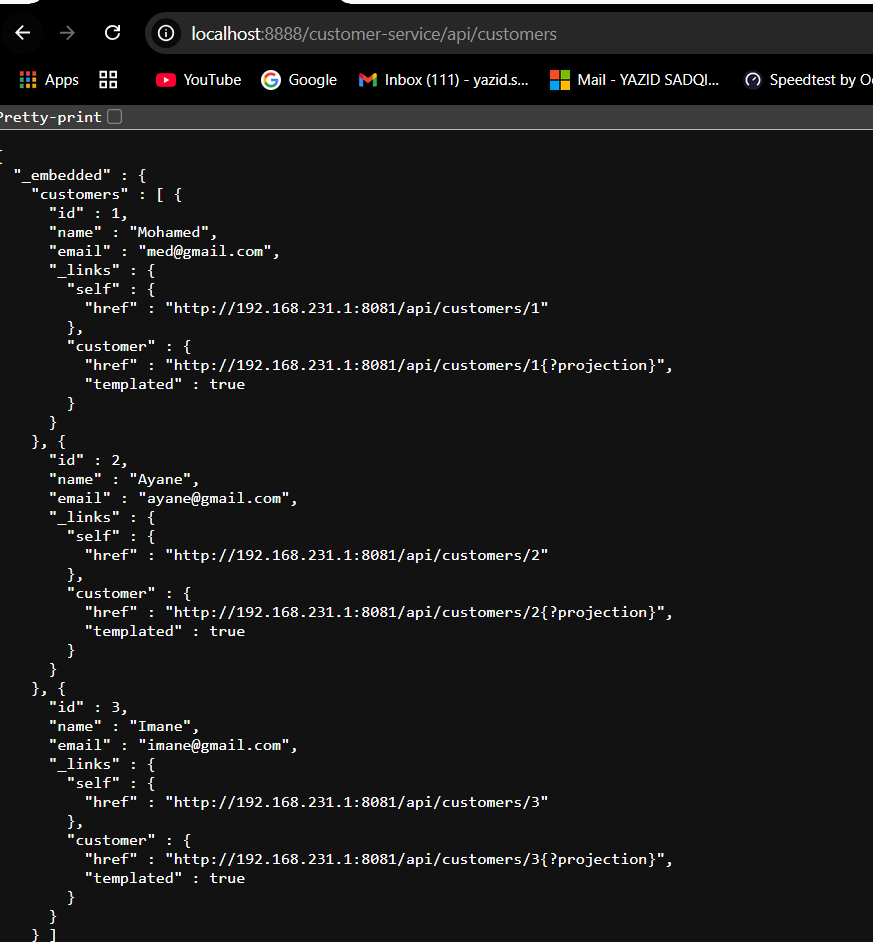 localhost:8888/customer-service/api/customers
Apps YouTube Google Inbox (111) - yazid.s... Mail - YAZID SADQI... Speedtest by O
Pretty-print
{
"_embedded" : {
"customers" : [ {
"id" : 1,
"name" : "Mohamed",
"email" : "med@gmail.com",
"_links" : {
"self" : {
"href" : "http://192.168.231.1:8081/api/customers/1"
},
"customer" : {
"href" : "http://192.168.231.1:8081/api/customers/1{?projection}",
"templated" : true
}
}
}, {
"id" : 2,
"name" : "Ayane",
"email" : "ayane@gmail.com",
"_links" : {
"self" : {
"href" : "http://192.168.231.1:8081/api/customers/2"
},
"customer" : {
"href" : "http://192.168.231.1:8081/api/customers/2{?projection}",
"templated" : true
}
}
}, {
"id" : 3,
"name" : "Imane",
"email" : "imane@gmail.com",
"_links" : {
"self" : {
"href" : "http://192.168.231.1:8081/api/customers/3"
},
"customer" : {
"href" : "http://192.168.231.1:8081/api/customers/3{?projection}",
"templated" : true
}
}
} ]